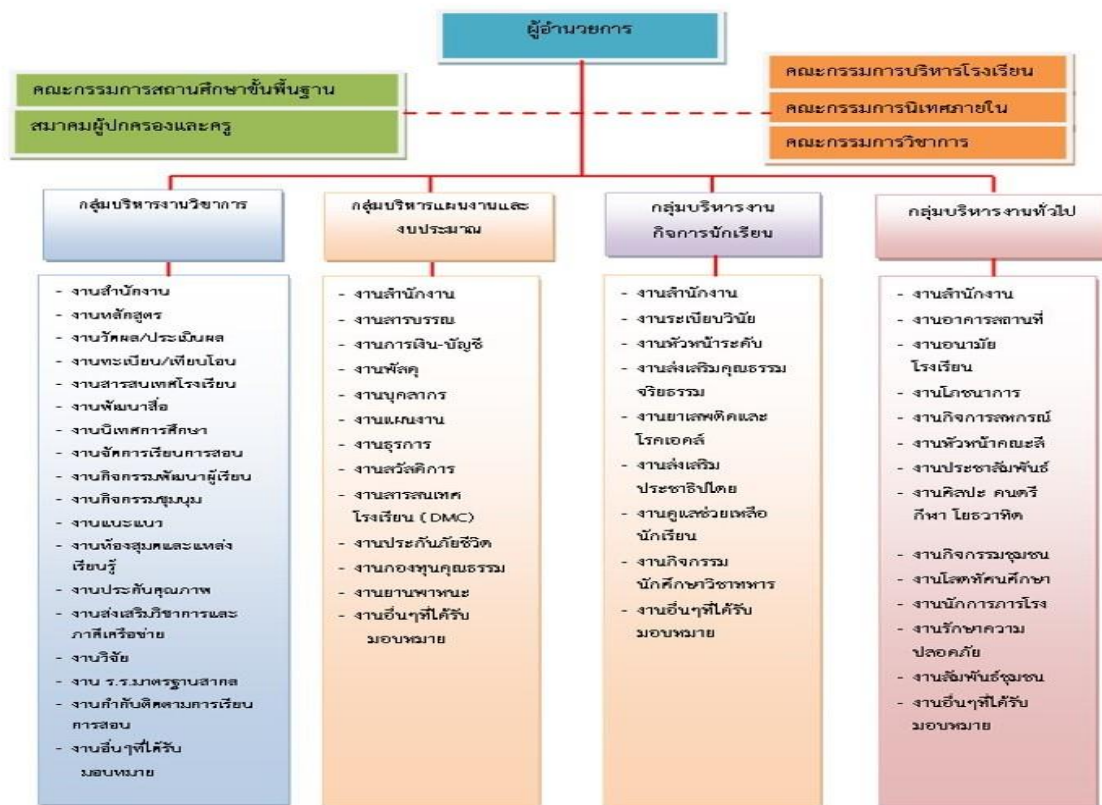 ผู้อำนวยการ
คณะกรรมการสถานศึกษาขั้นพื้นฐาน
สมาคมผู้ปกครองและครู
คณะกรรมการบริหารโรงเรียน
คณะกรรมการนิเทศภายใน
คณะกรรมการวิชาการ
กลุ่มบริหารงานวิชาการ
- งานสำนักงาน
- งานหลักสูตร
- งานวัดผล/ประเมินผล
- งานทะเบียน/เทียบโอน
- งานสารสนเทศโรงเรียน
- งานพัฒนาสื่อ
- งานนิเทศการศึกษา
- งานจัดการเรียนการสอน
- งานกิจกรรมพัฒนาผู้เรียน
- งานกิจกรรมชุมนุม
- งานแนะแนว
- งานห้องสมุดและแหล่ง
เรียนรู้
- งานประกันคุณภาพ
- งานส่งเสริมวิชาการและ
ภาคีเครือข่าย
- งานวิจัย
- งาน ร.ร.มาตรฐานสากล
- งานกำกับติดตามการเรียน
การสอน
- งานอื่นๆที่ได้รับ
มอบหมาย
กลุ่มบริหารแผนงานและ
งบประมาณ
- งานสำนักงาน
- งานสารบรรณ
- งานการเงิน-บัญชี
- งานพัสดุ
- งานบุคลากร
- งานแผนงาน
- งานธุรการ
- งานสวัสดิการ
- งานสารสนเทศ
โรงเรียน (DMC)
- งานประกันภัยชีวิต
- งานกองทุนคุณธรรม
- งานยานพาหนะ
- งานอื่นๆที่ได้รับ
มอบหมาย
กลุ่มบริหารงาน
กิจการนักเรียน
- งานสำนักงาน
- งานระเบียบวินัย
- งานหัวหน้าระดับ
- งานส่งเสริมคุณธรรม
จริยธรรม
- งานยาเสพติดและ
โรคเอดส์
- งานส่งเสริม
ประชาธิปไตย
- งานดูแลช่วยเหลือ
นักเรียน
- งานกิจกรรม
นักศึกษาวิชาทหาร
- งานอื่นๆที่ได้รับ
มอบหมาย
กลุ่มบริหารงานทั่วไป
- งานสำนักงาน
- งานอาคารสถานที่
- งานอนามัย
โรงเรียน
- งานโภชนาการ
- งานกิจการสหกรณ์
- งานหัวหน้าคณะสี
- งานประชาสัมพันธ์
- งานศิลปะ ดนตรี
กีฬา โยธวาทิต
- งานกิจกรรมชุมชน
- งานโสตทัศนศึกษา
- งานนักการภารโรง
- งานรักษาความ
ปลอดภัย
- งานสัมพันธ์ชุมชน
- งานอื่นๆที่ได้รับ
มอบหมาย